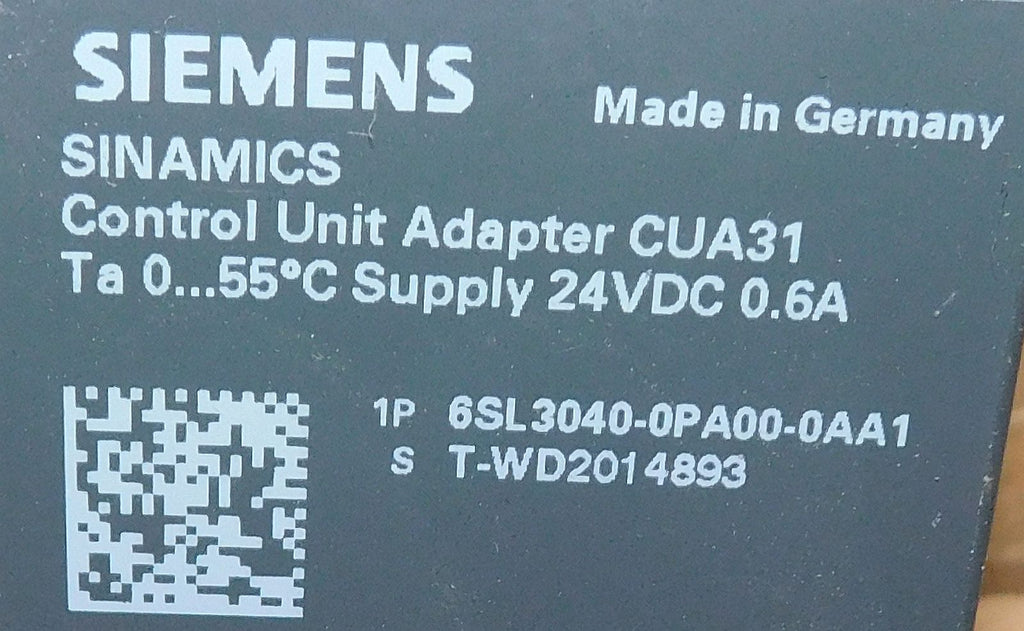 SIEMENS
Made in Germany
SINAMICS
Control Unit Adapter CUA31
Ta 0...55°C Supply 24VDC 0.6A
1P 6SL3040-0PA00-0AA1
S T-WD2014893